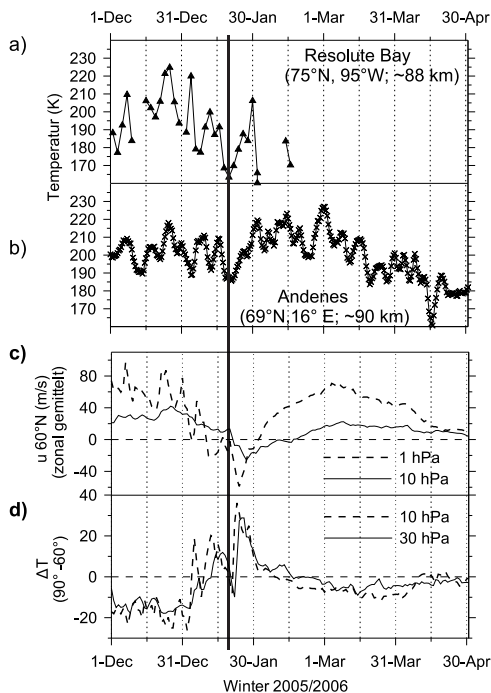 1-Dec 31-Dec 30-Jan 1-Mar 31-Mar 30-Apr
a)
Resolute Bay
(75°N, 95°W; ~88 km)
230
220
210
200
190
180
170
Temperatur (K)
b)
230
220
210
200
190
180
170
Andenes
(69°N,16° E; ~90 km)
c)
80
40
0
-40
u 60°N (m/s)
(zonal gemittelt)
1 hPa
10 hPa
d)
40
20
0
-20
ΔT
(90° -60°)
10 hPa
30 hPa
1-Dec 31-Dec 30-Jan 1-Mar 31-Mar 30-Apr
Winter 2005/2006